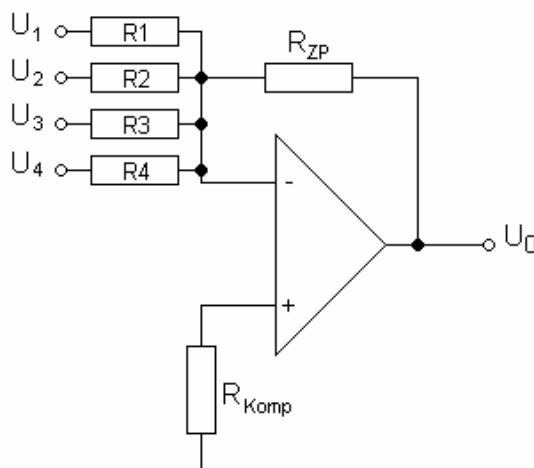 U1 R1
RZP
U2 R2
U3 R3
U4 R4
-
U0
+
RKomp